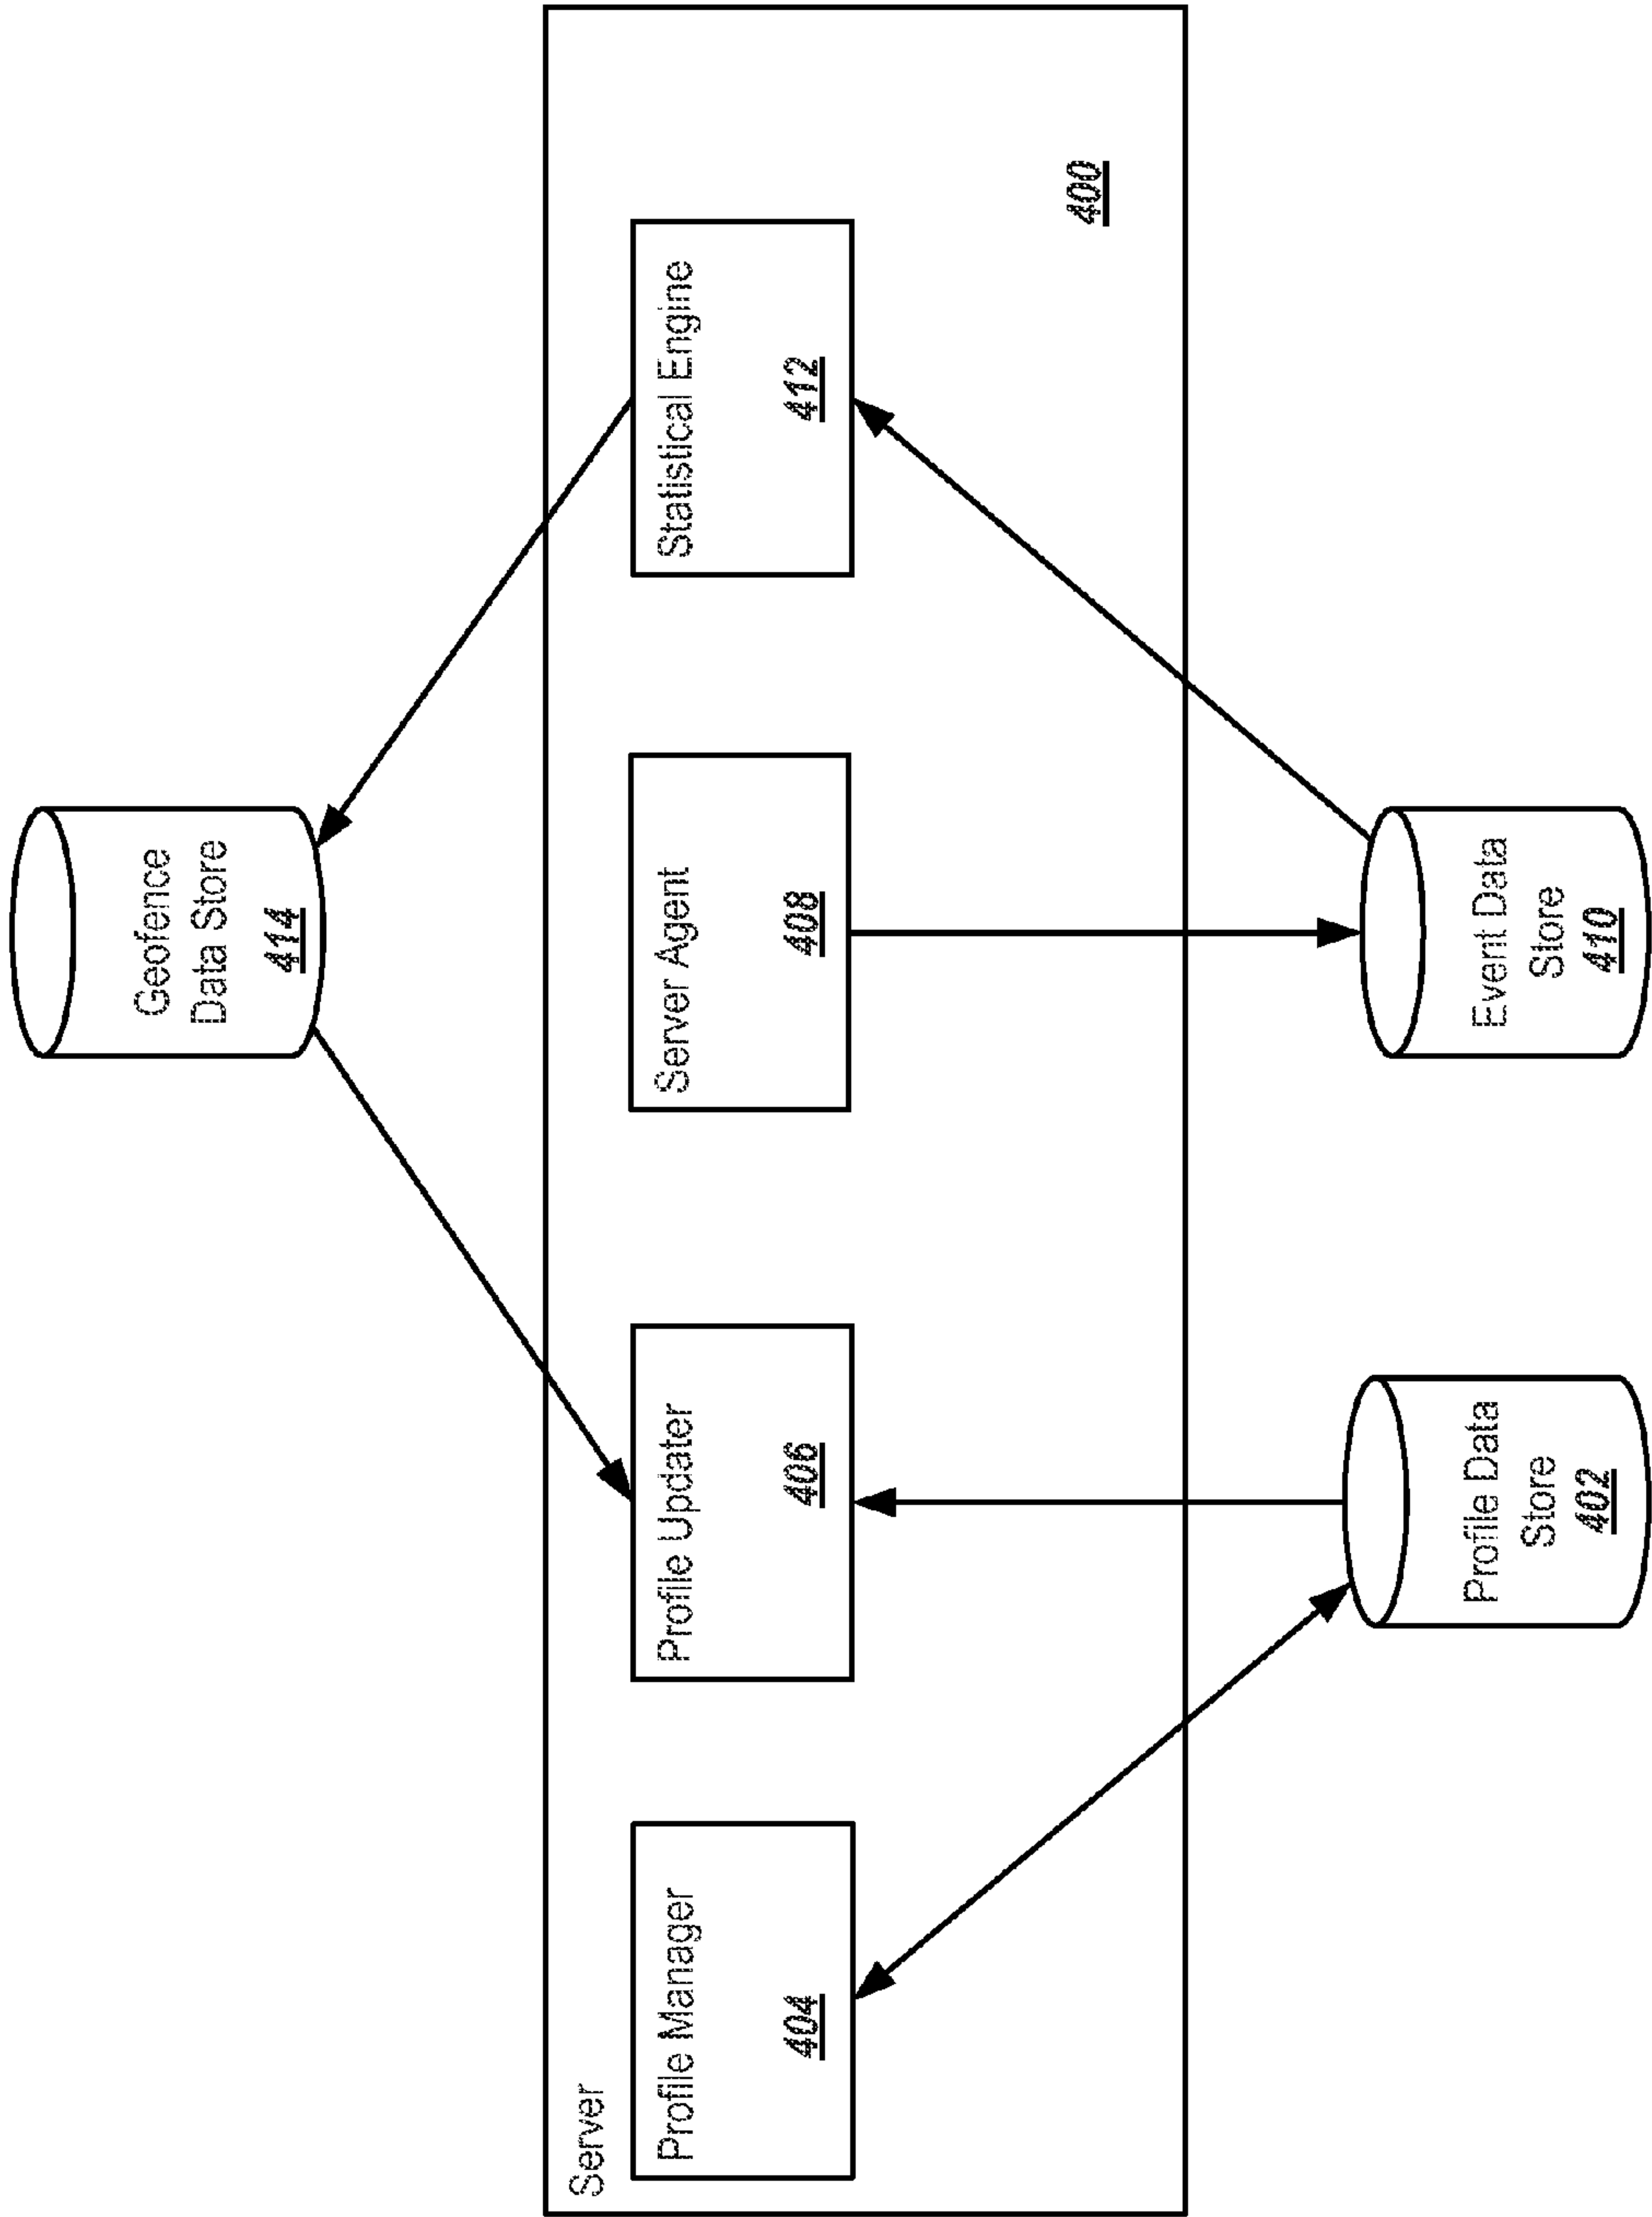 Geofence
Data Store
414
Server
Profile Manager
404
Profile Updater
406
Server Agent
408
Statistical Engine
412
400
Profile Data
Store
402
Event Data
Store
410